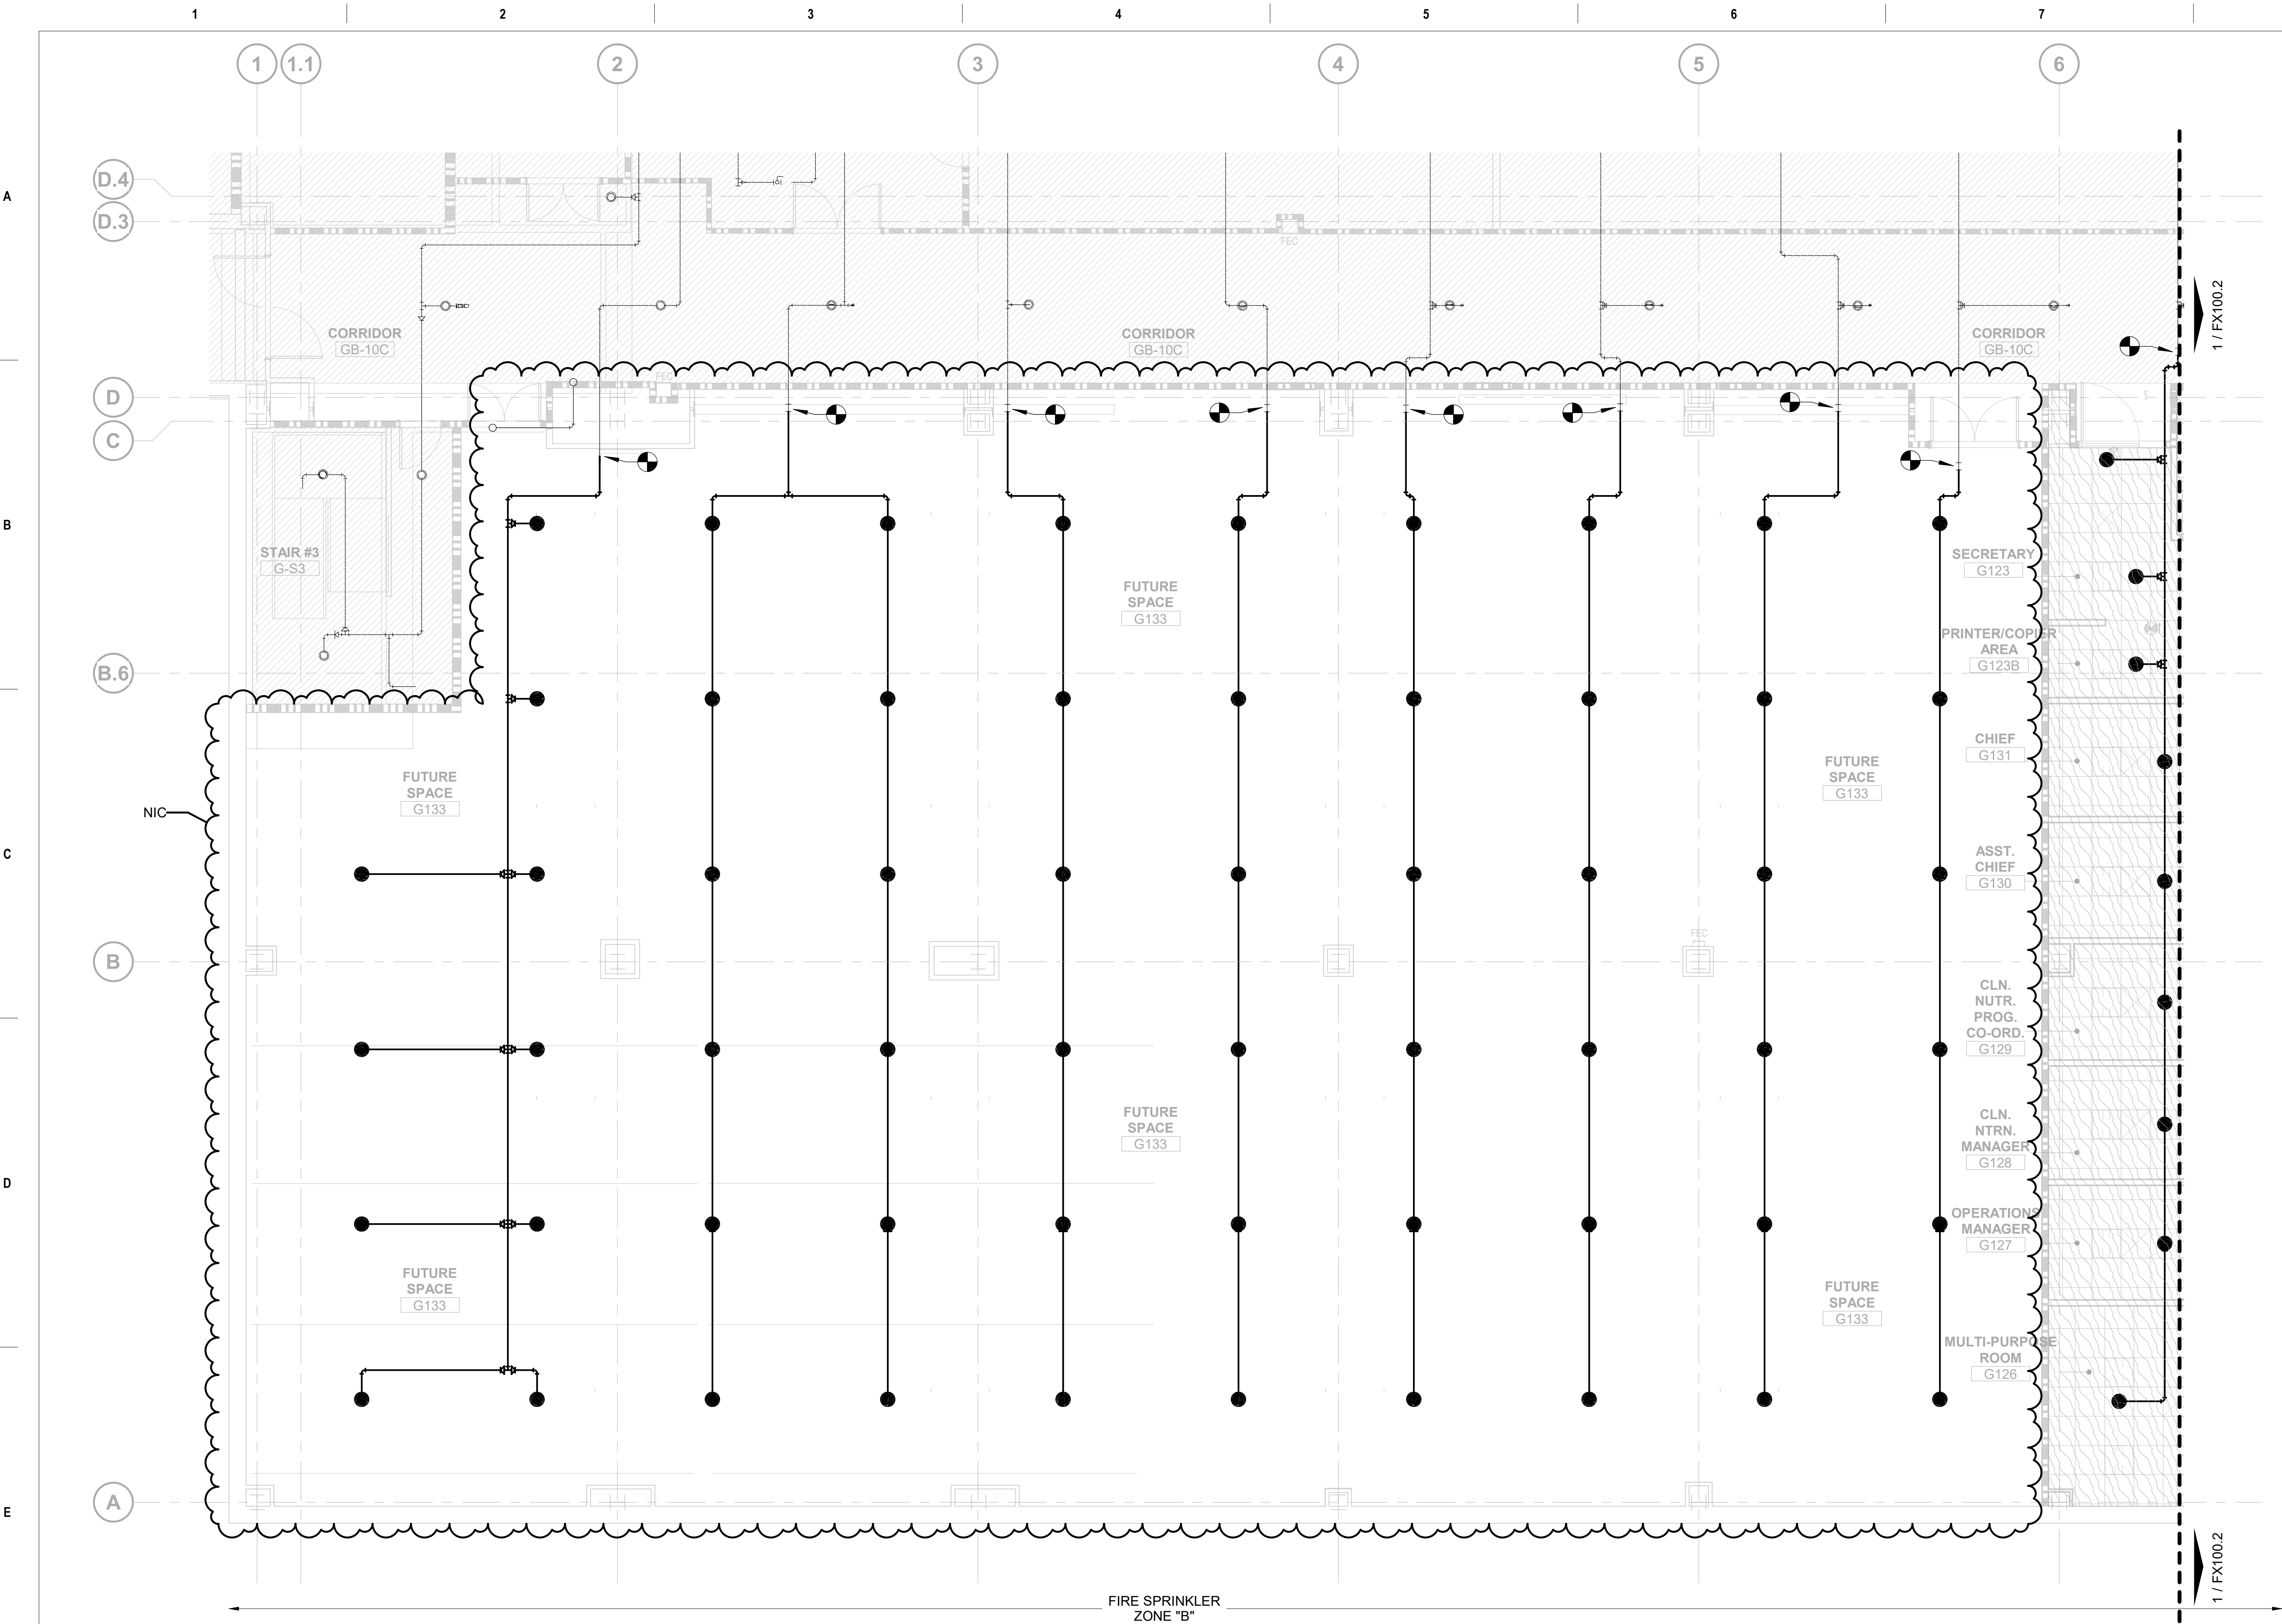 1 2 3 4 5 6 7
1 1.1 2 3 4 5 6
D.4
A
D.3
FEC
1 / FX100.2
CORRIDOR CORRIDOR CORRIDOR
GB-10C GB-10C GB-10C
FEC
D
C
B
STAIR #3
G-S3
SECRETARY
G123
FUTURE
SPACE
G133
PRINTER/COPIER
AREA
G123B
B.6
CHIEF
G131
FUTURE
SPACE
G133
FUTURE
SPACE
G133
NIC
C
ASST.
CHIEF
G130
FEC
B
CLN.
NUTR.
PROG.
CO-ORD.
G129
FUTURE
SPACE
G133
CLN.
NTRN.
MANAGER
G128
D
OPERATIONS
MANAGER
G127
FUTURE
SPACE
G133
FUTURE
SPACE
G133
MULTI-PURPOSE
ROOM
G126
A
E
1 / FX100.2
FIRE SPRINKLER
ZONE "B"